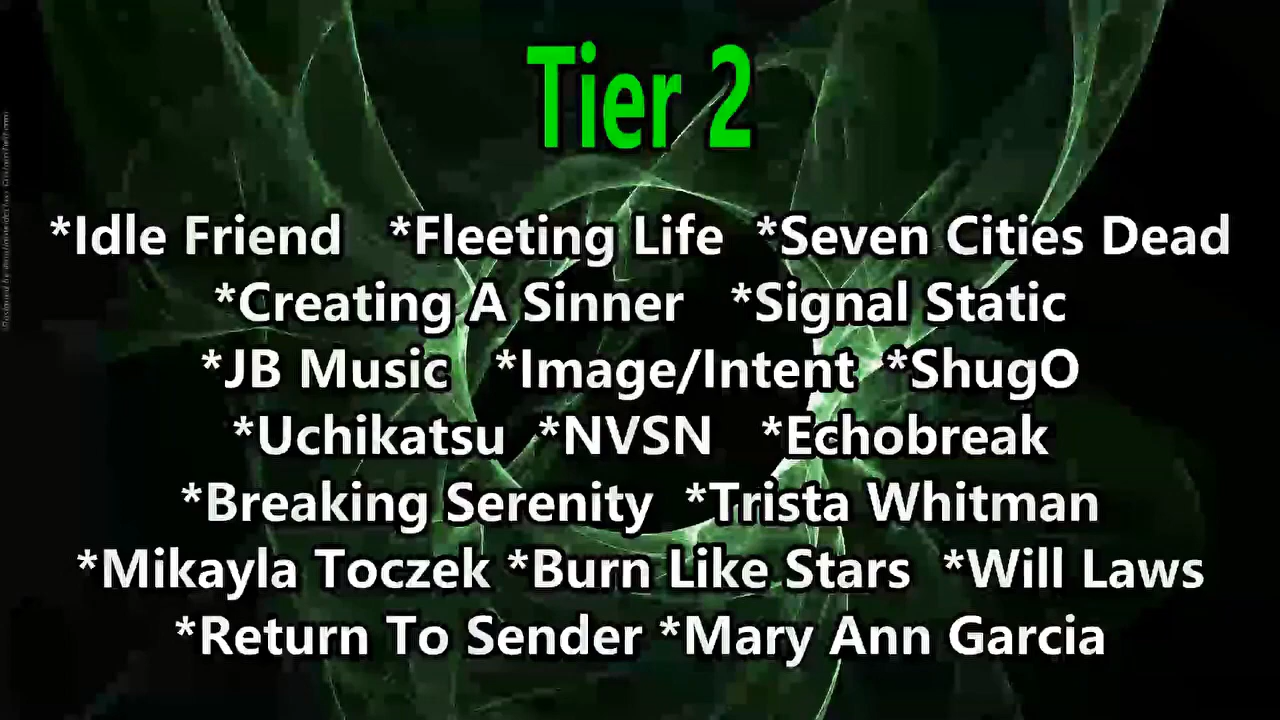 Tier 2
*Idle Friend *Fleeting Life *Seven Cities Dead
*Creating A Sinner *Signal Static
*JB Music *Image/Intent *ShugO
*Uchikatsu *NVSN *Echobreak
*Breaking Serenity *Trista Whitman
*Mikayla Toczek *Burn Like Stars *Will Laws
*Return To Sender *Mary Ann Garcia